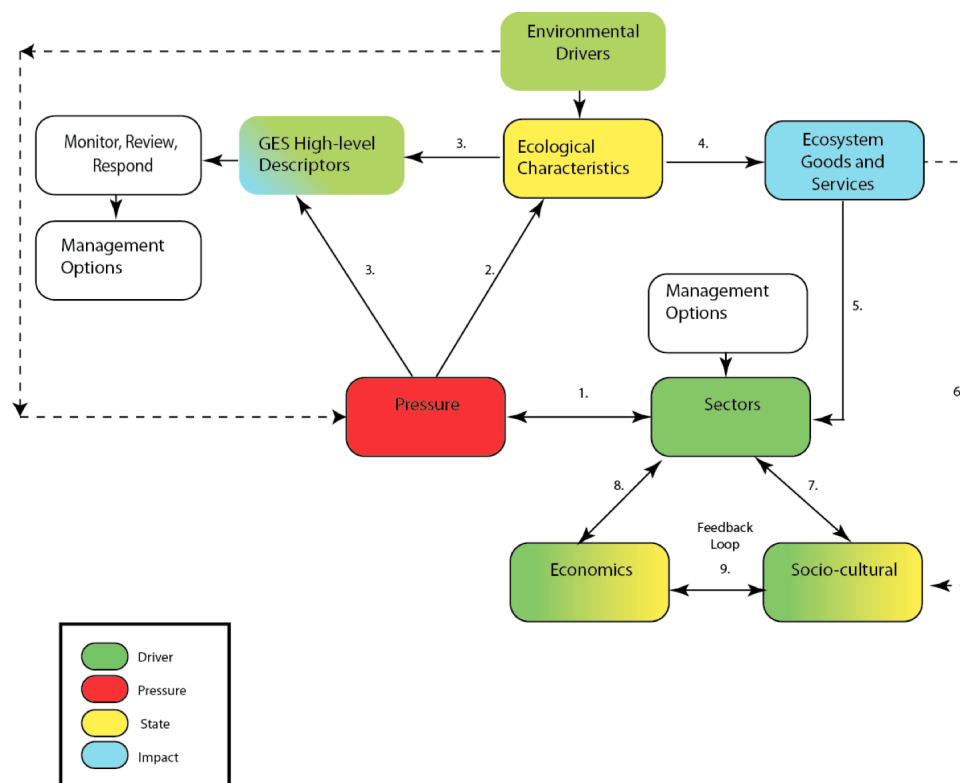 Environmental
Drivers
Monitor, Review,
Respond
GES High-level
Descriptors
3.
Ecological
Characteristics
4.
Ecosystem
Goods and
Services
Management
Options
3.
2.
Management
Options
5.
Pressure
1.
Sectors
6
8.
7.
Feedback
Loop
9.
Economics
Socio-cultural
Driver
Pressure
State
Impact